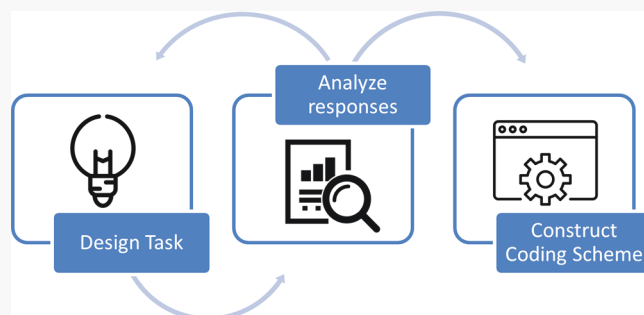 Analyze
responses
Design Task
Construct
Coding Scheme